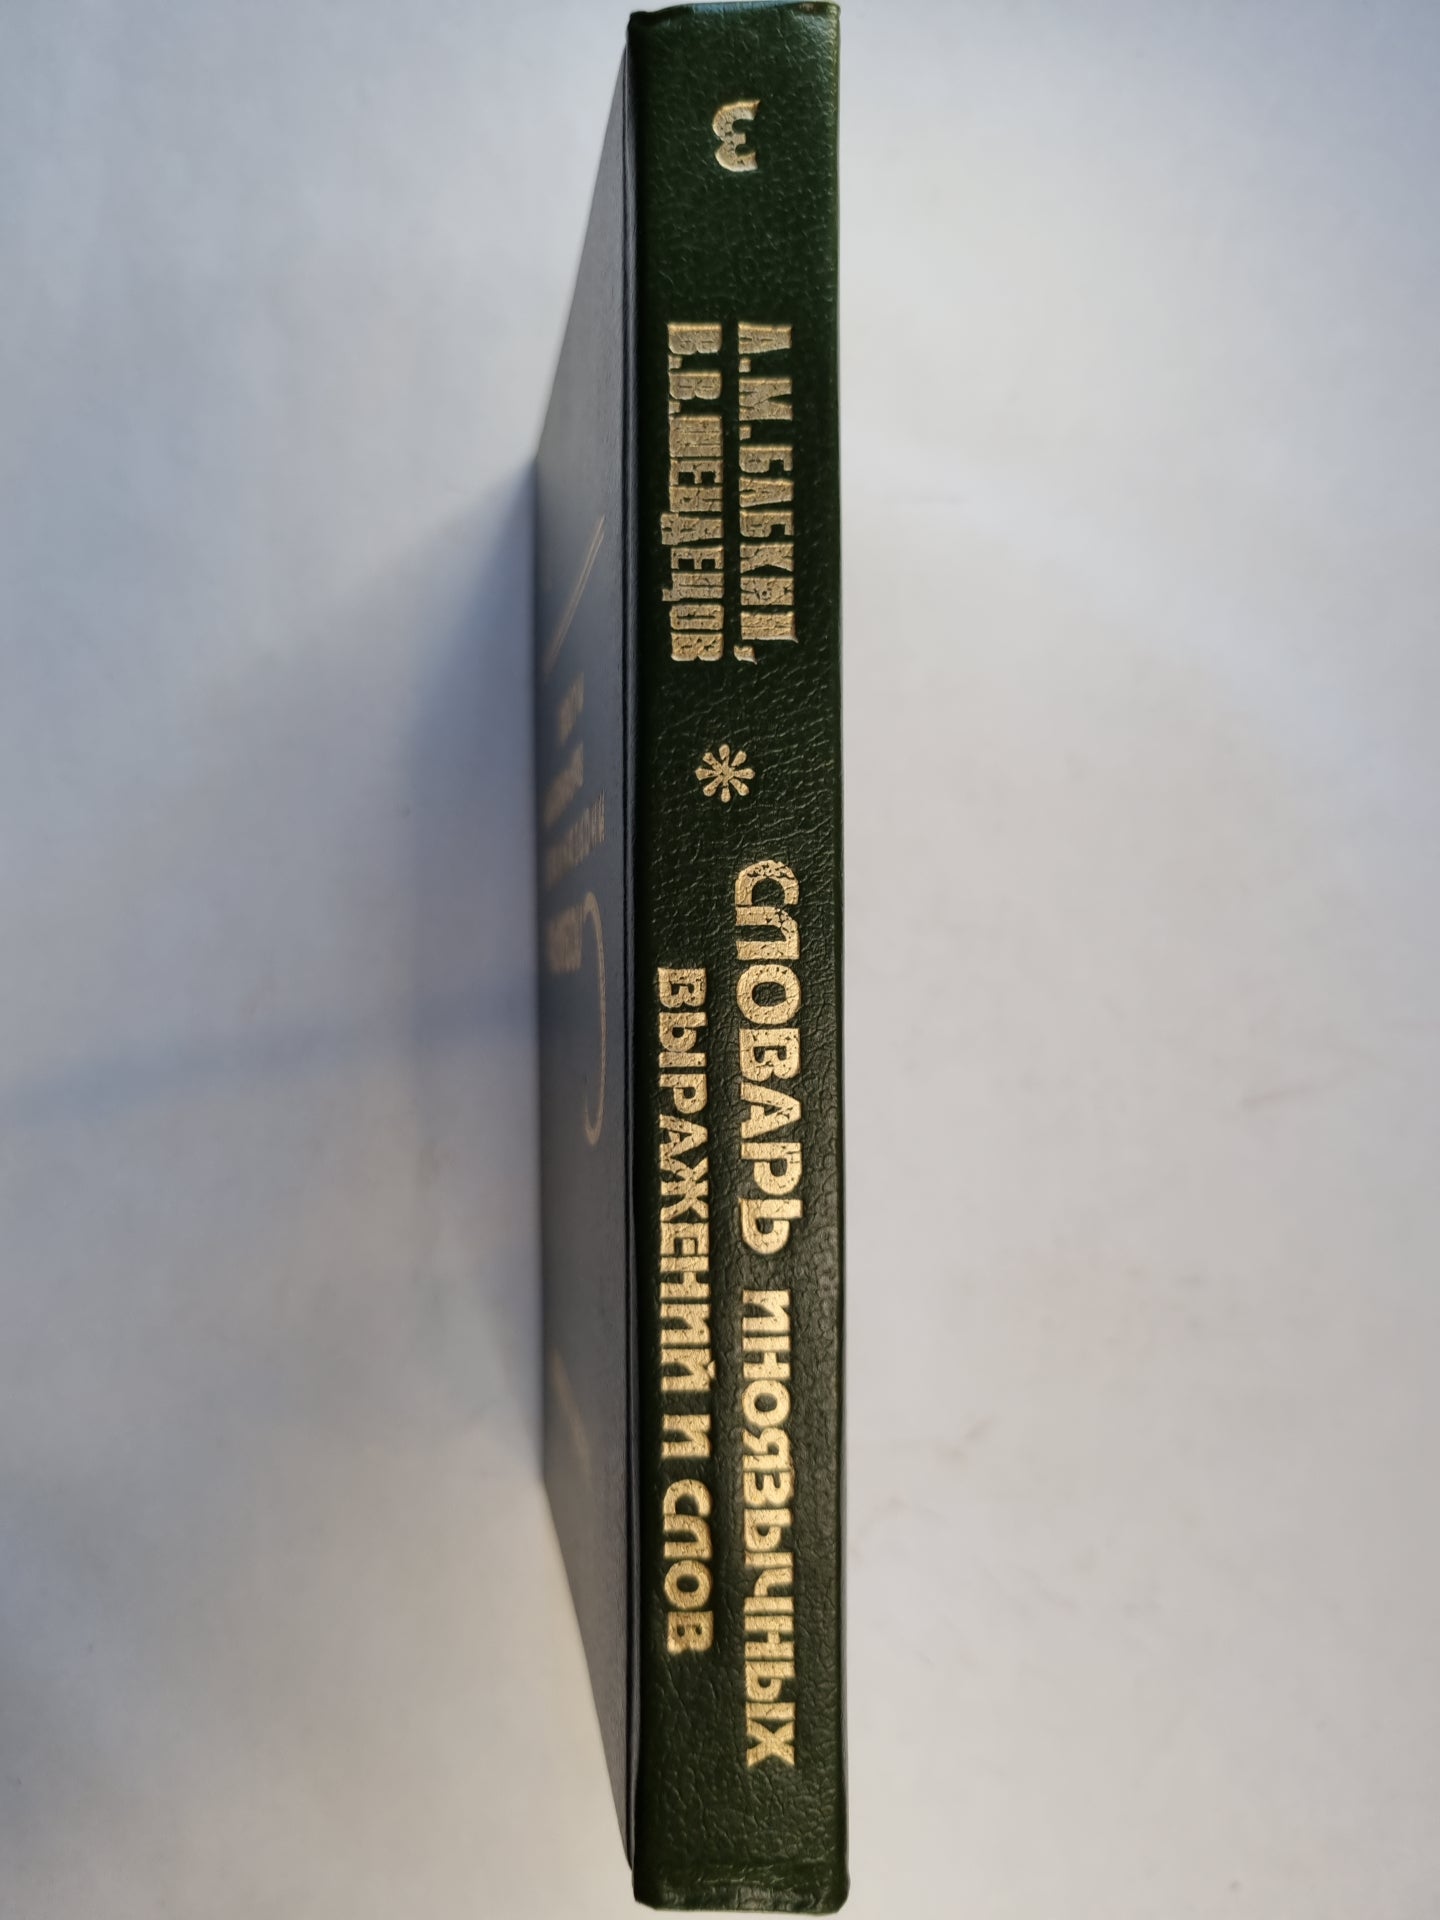 3
А.М.БАБКИН,
В.В.ШЕНДЕЦОВ
СЛОВАРЬ ИНОЯЗЫЧНЫХ
ВЫРАЖЕНИЙ И СЛОВ